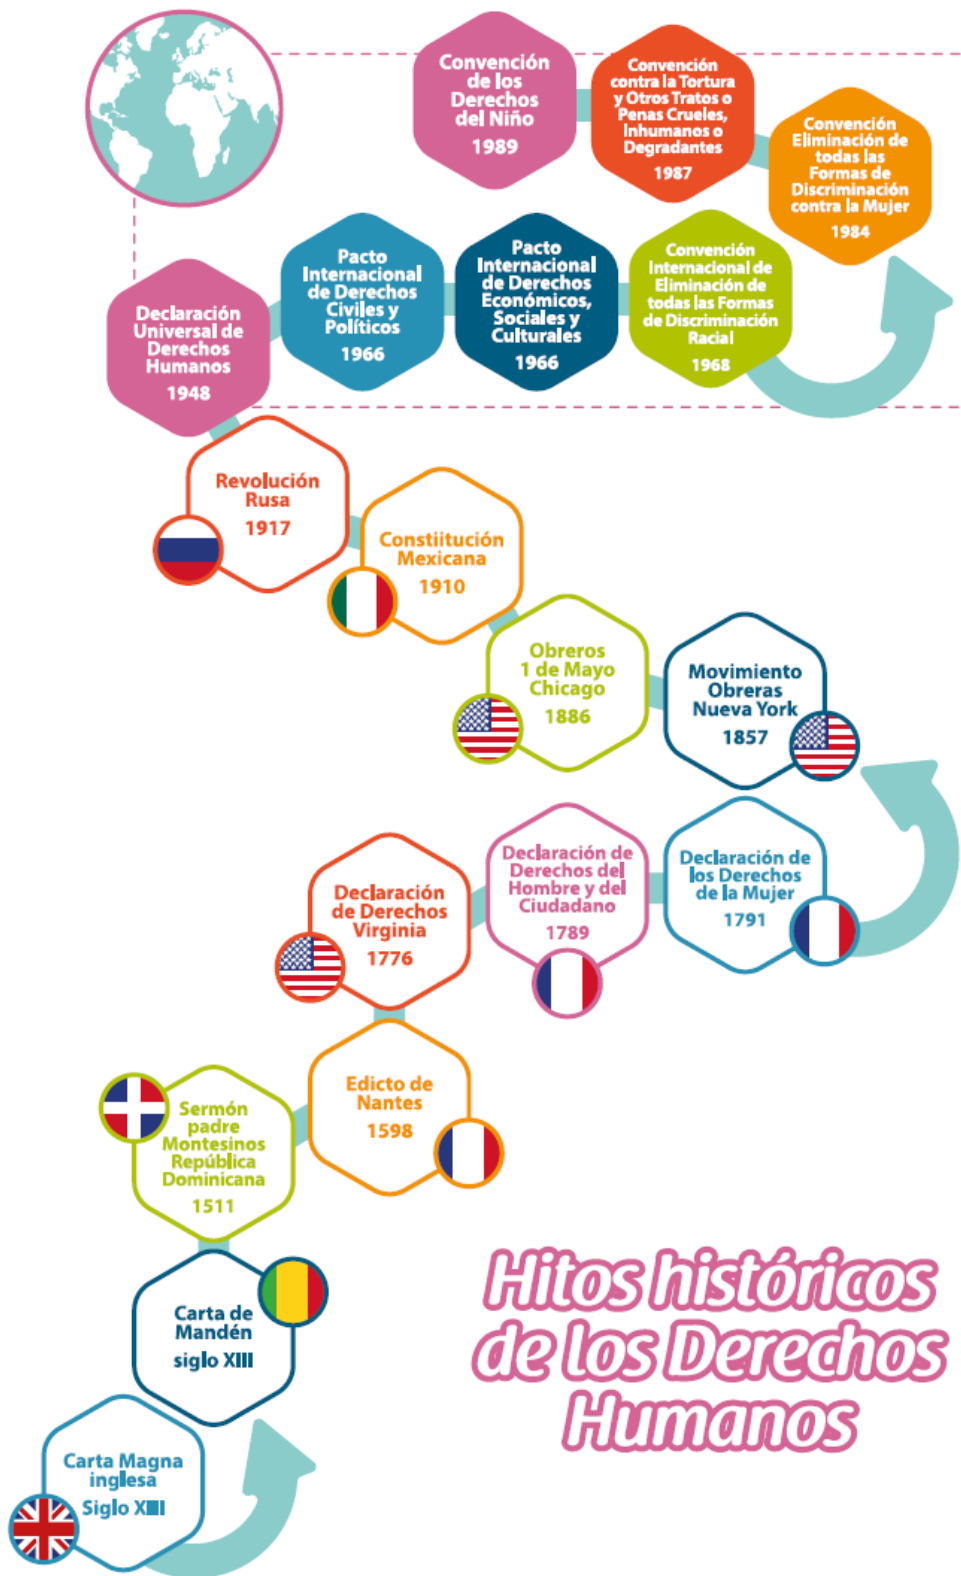 Convención
de los
Derechos
del Niño
1989
Convención
contra la Tortura
y Otros Tratos o
Penas Crueles,
Inhumanos o
Degradantes
1987
Convención
Eliminación de
todas las
Formas de
Discriminación
contra la Mujer
1984
Declaración
Universal de
Derechos
Humanos
1948
Pacto
Internacional
de Derechos
Civiles y
Políticos
1966
Pacto
Internacional
de Derechos
Económicos,
Sociales y
Culturales
1966
Convención
Internacional de
Eliminación de
todas las Formas
de Discriminación
Racial
1968
Revolución
Rusa
1917
Constiitución
Mexicana
1910
Obreros
1 de Mayo
Chicago
1886
Movimiento
Obreras
Nueva York
1857
Declaración
de Derechos
Virginia
1776
Declaración de
Derechos del
Hombre y del
Ciudadano
1789
Declaración de
los Derechos
de la Mujer
1791
Edicto de
Nantes
1598
Sermón
padre
Montesinos
República
Dominicana
1511
Carta de
Mandén
siglo XIII
Carta Magna
inglesa
Siglo XIII
Hitos históricos
de los Derechos
Humanos